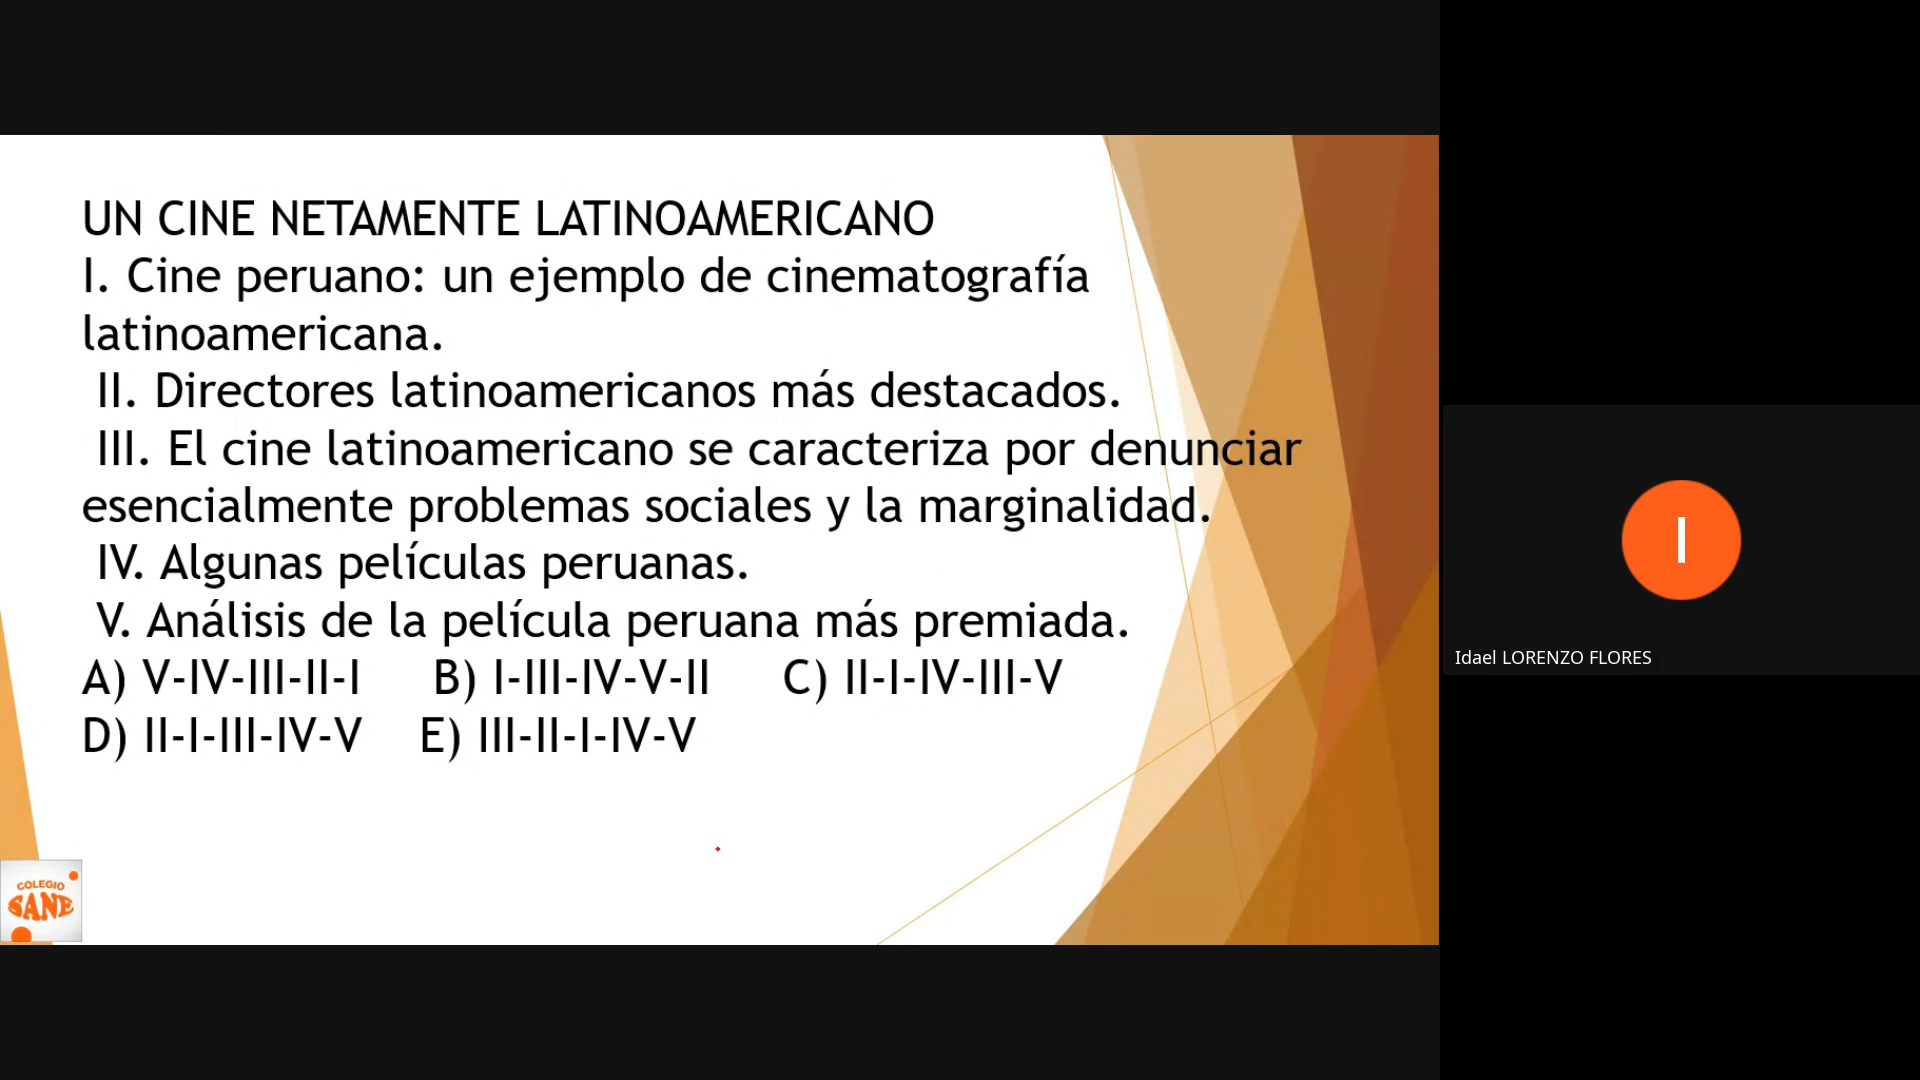 UN CINE NETAMENTE LATINOAMERICANO
I. Cine peruano: un ejemplo de cinematografía
latinoamericana.
II. Directores latinoamericanos más destacados.
III. El cine latinoamericano se caracteriza por denunciar
esencialmente problemas sociales y la marginalidad.
IV. Algunas películas peruanas.
V. Análisis de la película peruana más premiada.
A) V-IV-III-II-I B) I-III-IV-V-II C) II-I-IV-III-V
D) II-I-III-IV-V E) III-II-I-IV-V
COLEGIO
SANE
I
Idael LORENZO FLORES